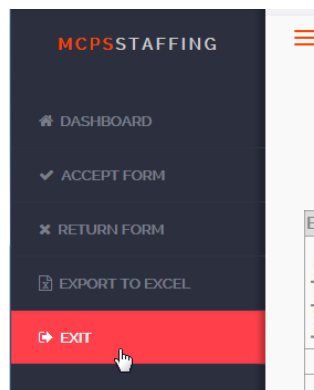 MCPSSTAFFING
DASHBOARD
ACCEPT FORM
RETURN FORM
EXPORT TO EXCEL
EXIT